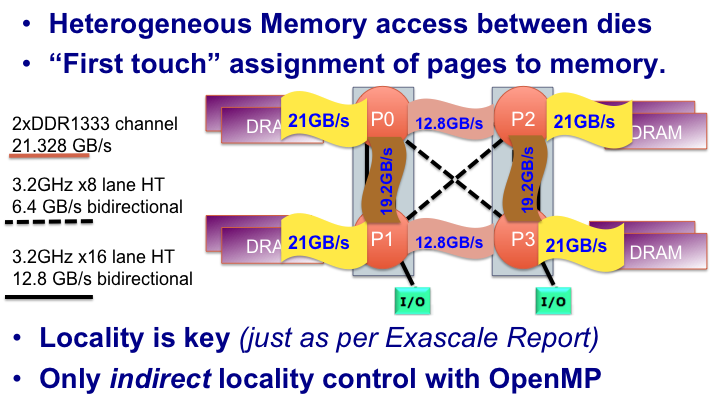 • Heterogeneous Memory access between dies
• “First touch” assignment of pages to memory.
2xDDR1333 channel
21.328 GB/s
3.2GHz x8 lane HT
6.4 GB/s bidirectional
3.2GHz x16 lane HT
12.8 GB/s bidirectional
DRA 21GB/s P0 12.8GB/s P2 21GB/s DRAM
19.2GB/s 19.2GB/s
DRA 21GB/s P1 12.8GB/s P3 21GB/s DRAM
I/O I/O
• Locality is key (just as per Exascale Report)
• Only indirect locality control with OpenMP